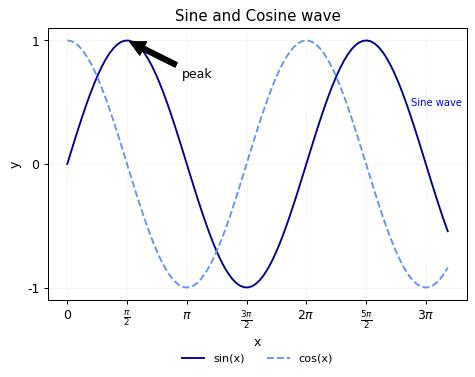 Sine and Cosine wave
y
1
0
-1
peak
Sine wave
0 π/2 π 3π/2 2π 5π/2 3π
x
sin(x) cos(x)